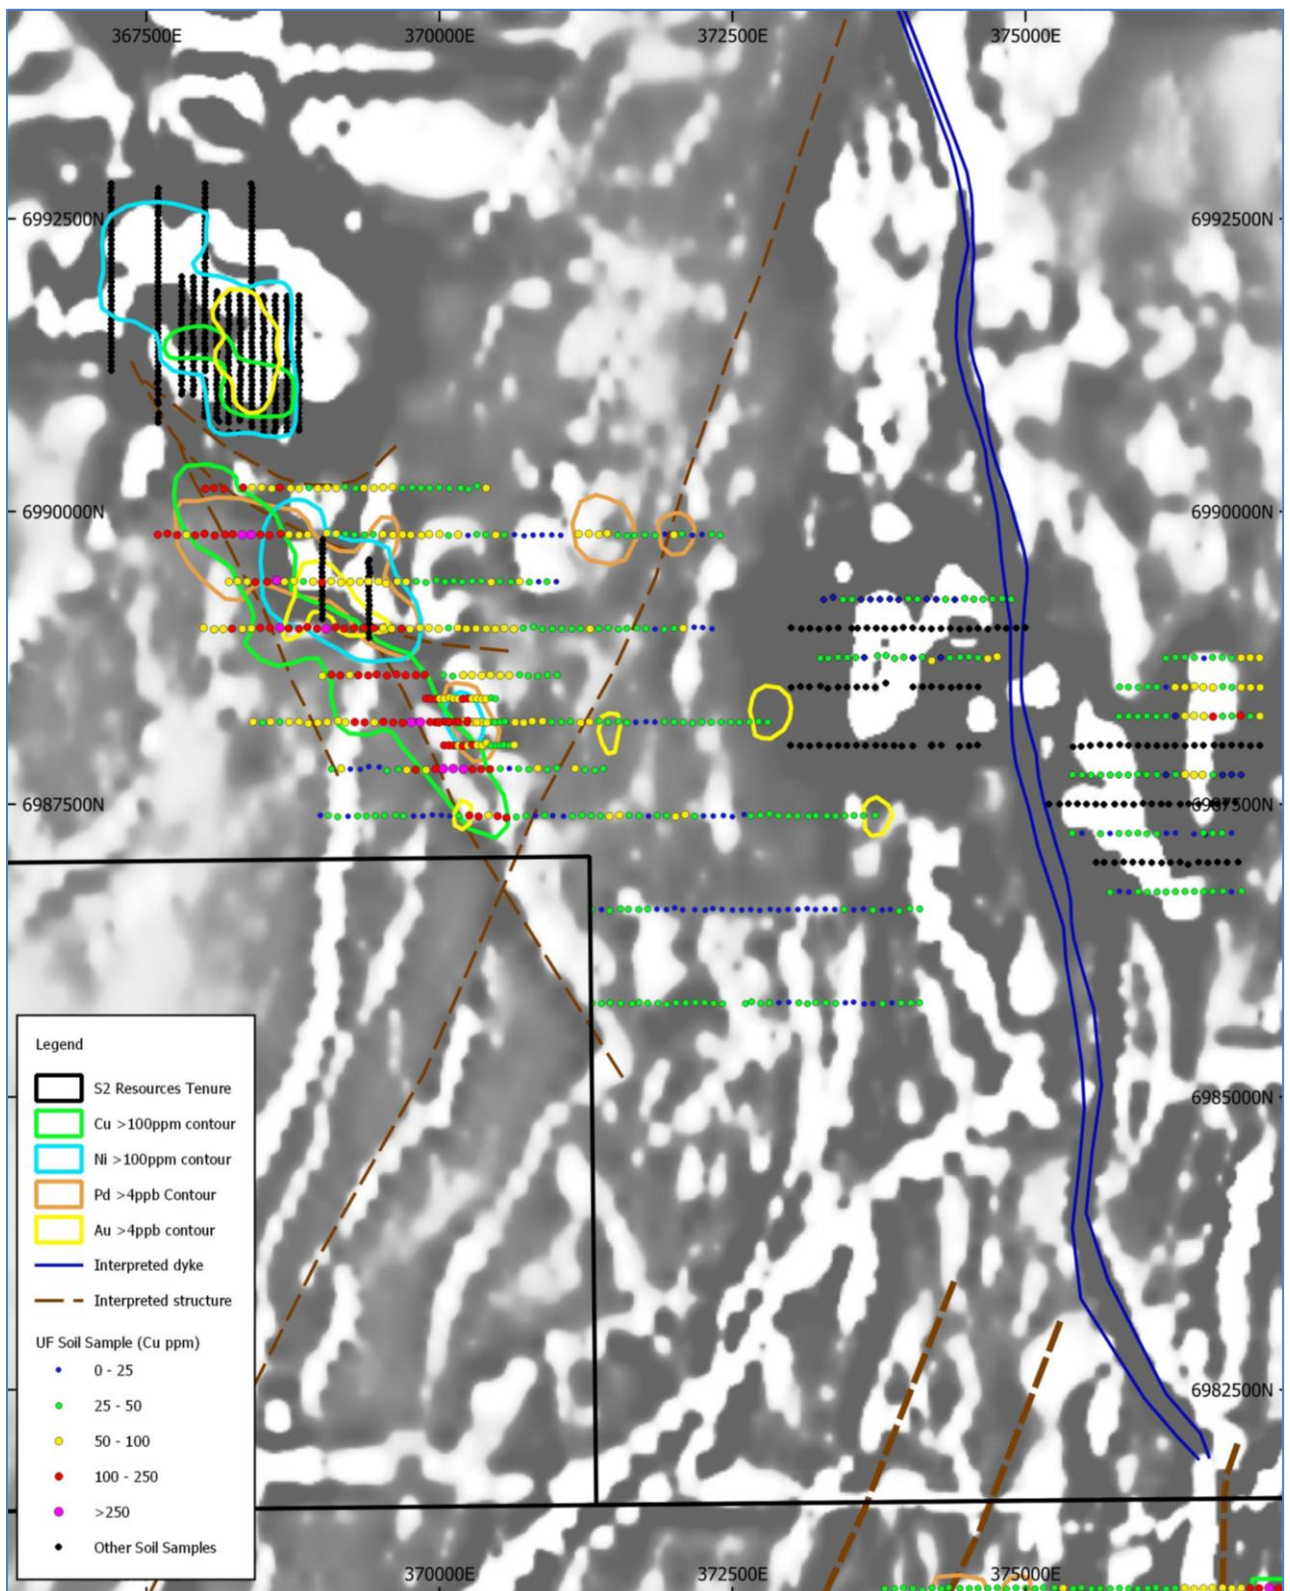 367500E 370000E 372500E 375000E
6992500N 6992500N
6990000N 6990000N
6987500N 6987500N
6985000N
6982500N
Legend
S2 Resources Tenure
Cu >100ppm contour
Ni >100ppm contour
Pd >4ppb Contour
Au >4ppb contour
Interpreted dyke
Interpreted structure
UF Soil Sample (Cu ppm)
0 - 25
25 - 50
50 - 100
100 - 250
>250
Other Soil Samples
370000E 372500E 375000E